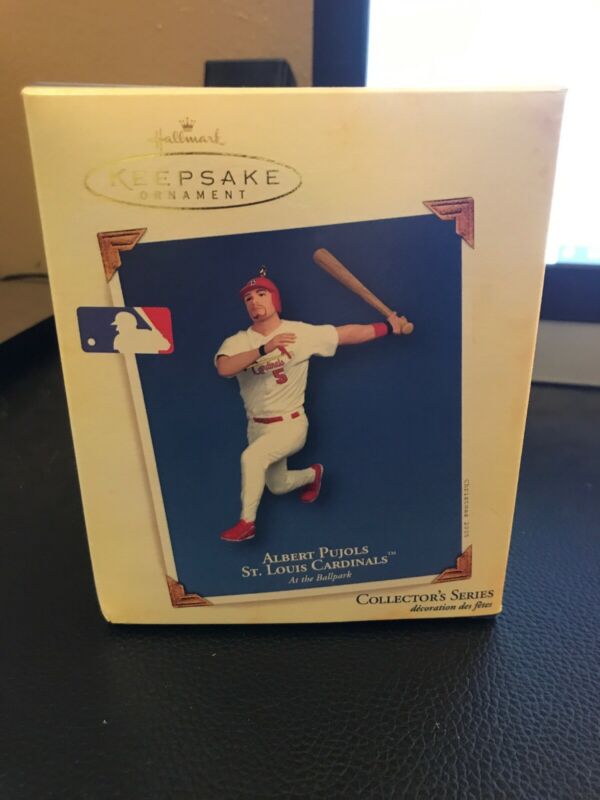 Hallmark
KEEPSAKE
ORNAMENT
Cardinals
5
ALBERT PUJOLS
ST. LOUIS CARDINALS™
At the Ballpark
COLLECTOR'S SERIES
décoration des fêtes